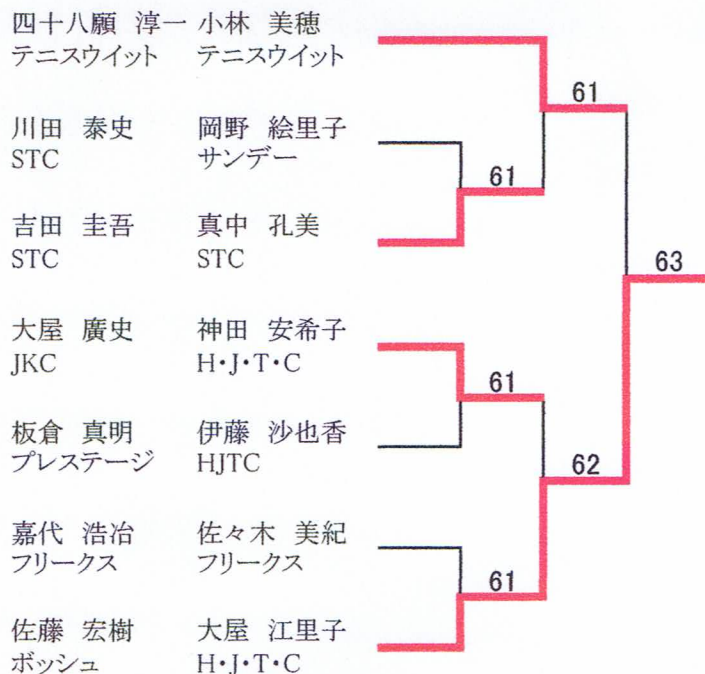 四十八願 淳一 小林 美穂
テニスウイット テニスウイット
61
川田 泰史 岡野 絵里子
STC サンデー
61
吉田 圭吾 真中 孔美
STC STC
63
大屋 廣史 神田 安希子
JKC H・J・T・C
61
板倉 真明 伊藤 沙也香
プレステージ HJTC
62
嘉代 浩冶 佐々木 美紀
フリークス フリークス
61
佐藤 宏樹 大屋 江里子
ボッシュ H・J・T・C